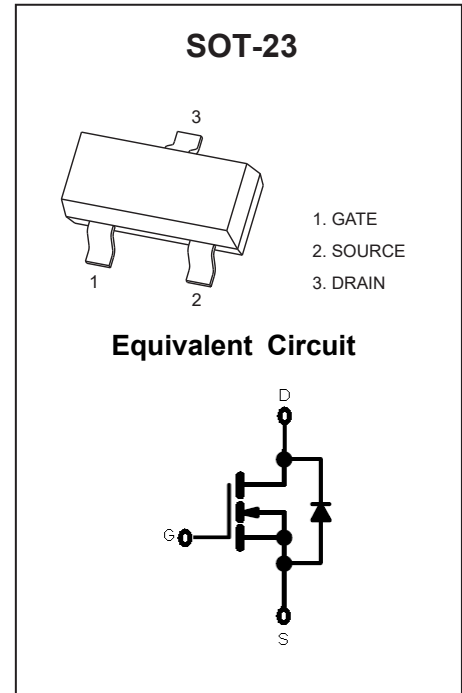 SOT-23
3
1. GATE
2. SOURCE
3. DRAIN
1
2
Equivalent Circuit
D
G
S